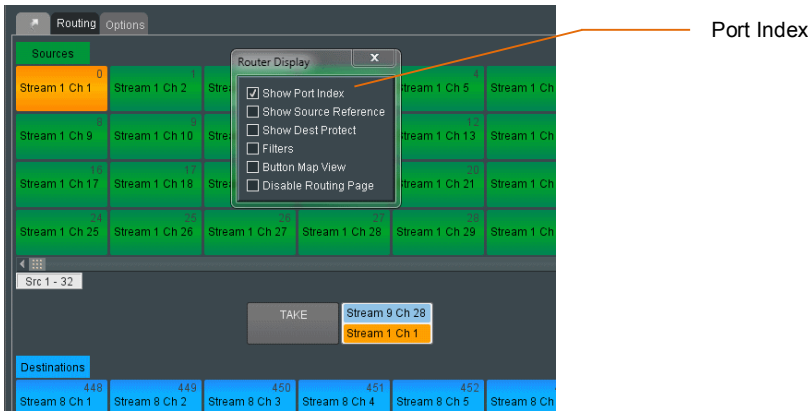 Routing Options
Port Index
Sources
Router Display X
0 1 4
Stream 1 Ch 1 Stream 1 Ch 2 Stream 1 Ch 5 Stream 1 Ch
Show Port Index
Show Source Reference
Show Dest Protect
Filters
Button Map View
Disable Routing Page
8 9 12
Stream 1 Ch 9 Stream 1 Ch 10 Stream 1 Ch 13 Stream 1 Ch
16 17 20
Stream 1 Ch 17 Stream 1 Ch 18 Stream 1 Ch 21 Stream 1 Ch
24 25 26 27 28
Stream 1 Ch 25 Stream 1 Ch 26 Stream 1 Ch 27 Stream 1 Ch 28 Stream 1 Ch 29 Stream 1 Ch
Src 1 - 32
TAKE
Stream 9 Ch 28
Stream 1 Ch 1
Destinations
448 449 450 451 452
Stream 8 Ch 1 Stream 8 Ch 2 Stream 8 Ch 3 Stream 8 Ch 4 Stream 8 Ch 5 Stream 8 Ch